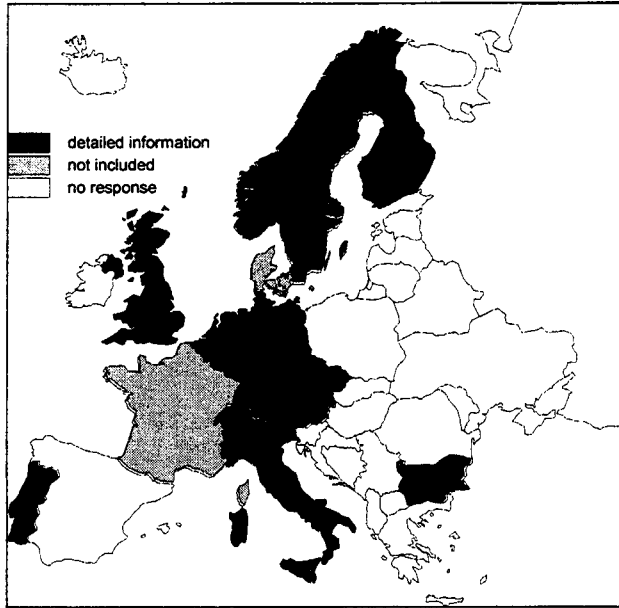 detailed information
not included
no response